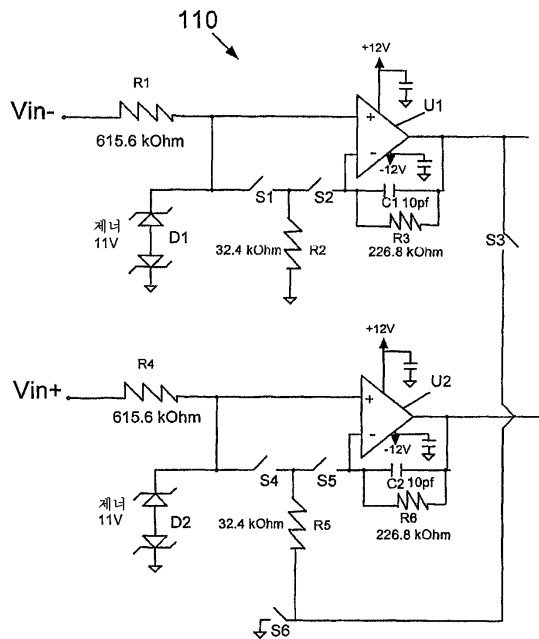 110
+12V
R1
U1
Vin-
+
615.6 kOhm
-
-12V
S1
S2
C1 10pf
제너
11V
D1
R3
S3
32.4 kOhm
R2
226.8 kOhm
+12V
R4
U2
Vin+
+
615.6 kOhm
-
-12V
S4
S5
C2 10pf
제너
11V
D2
R6
32.4 kOhm
R5
226.8 kOhm
S6